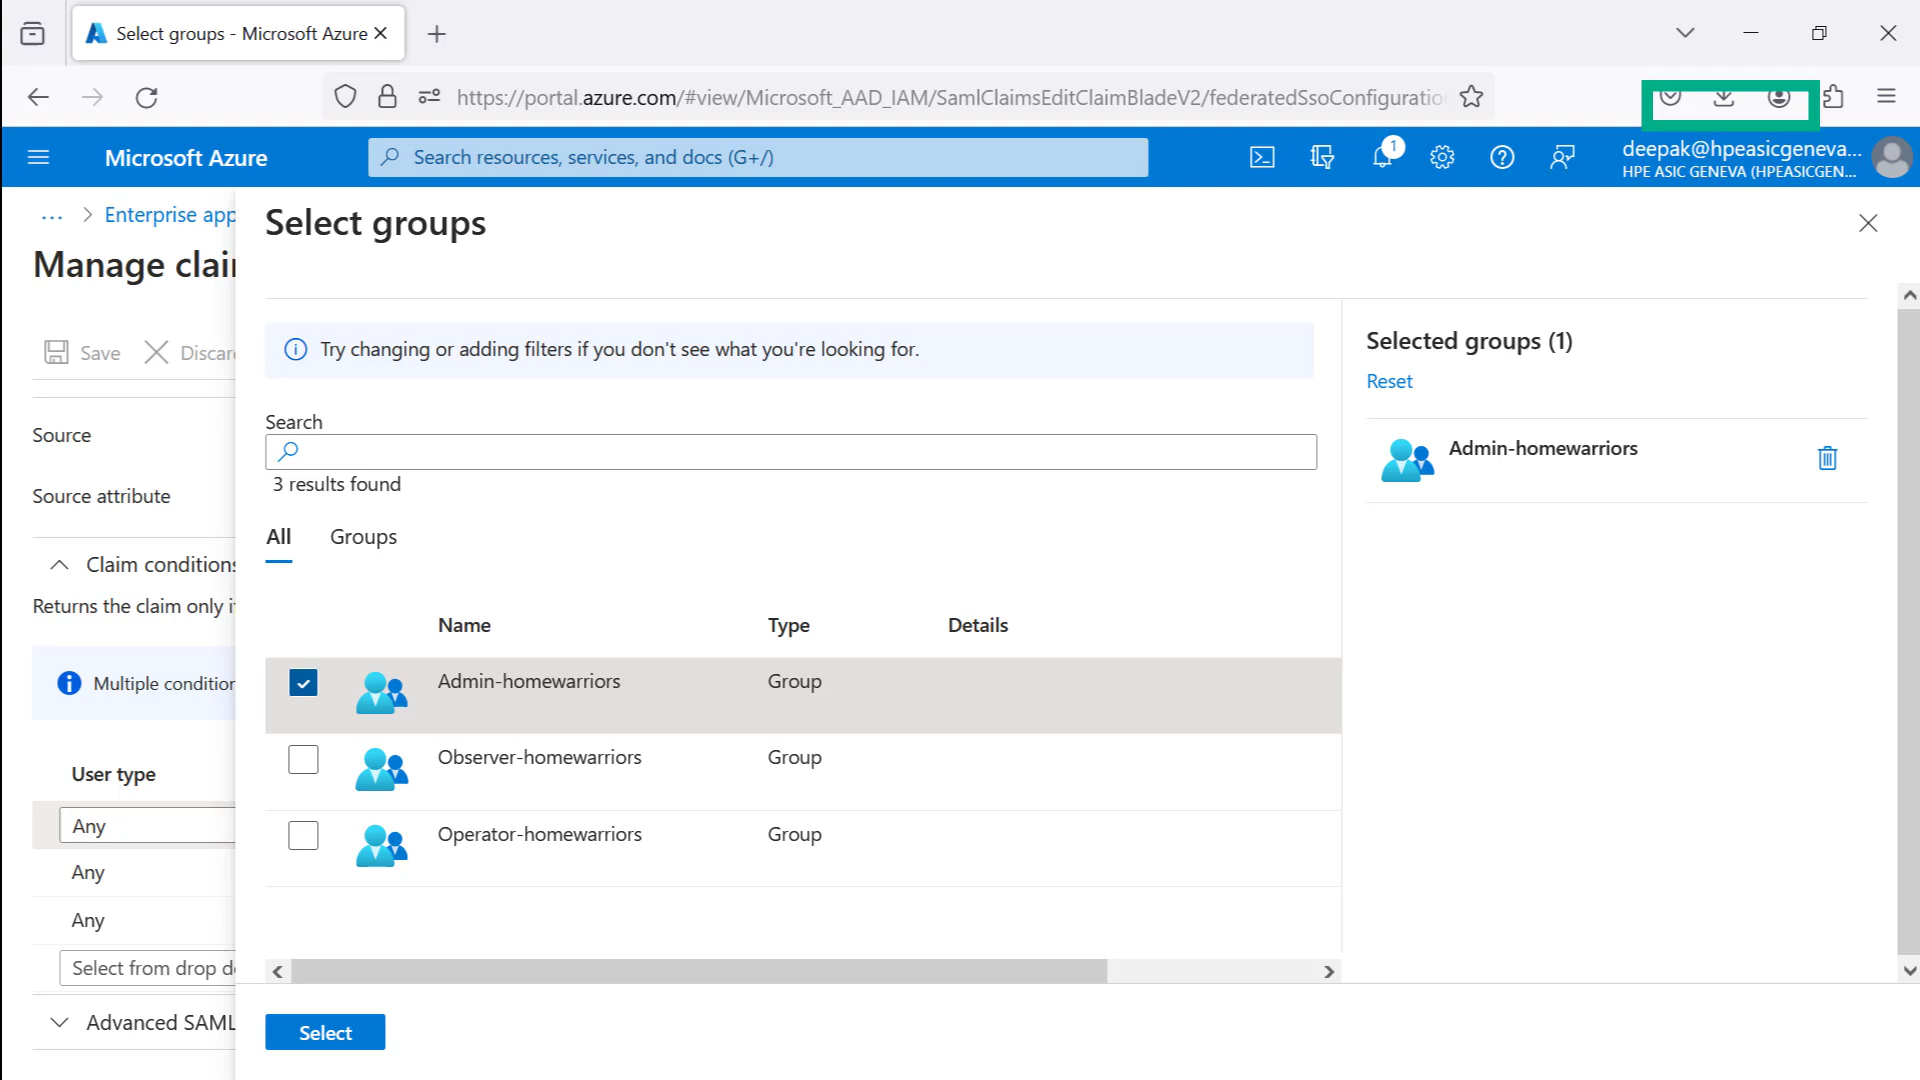 Select groups - Microsoft Azure
https://portal.azure.com/#view/Microsoft_AAD_IAM/SamlClaimsEditClaimBladeV2/federatedSsoConfiguratio
Microsoft Azure
Search resources, services, and docs (G+/)
1
deepak@hpeasicgeneva...
HPE ASIC GENEVA (HPEASICGEN...
... > Enterprise app
Manage clai
Save
Discar
Source
Source attribute
Claim conditions
Returns the claim only i
Multiple condition
User type
Any
Any
Any
Select from drop d
Advanced SAML
Select groups
Try changing or adding filters if you don't see what you're looking for.
Search
3 results found
All
Groups
Name
Type
Details
Admin-homewarriors
Group
Observer-homewarriors
Group
Operator-homewarriors
Group
Select
Selected groups (1)
Reset
Admin-homewarriors